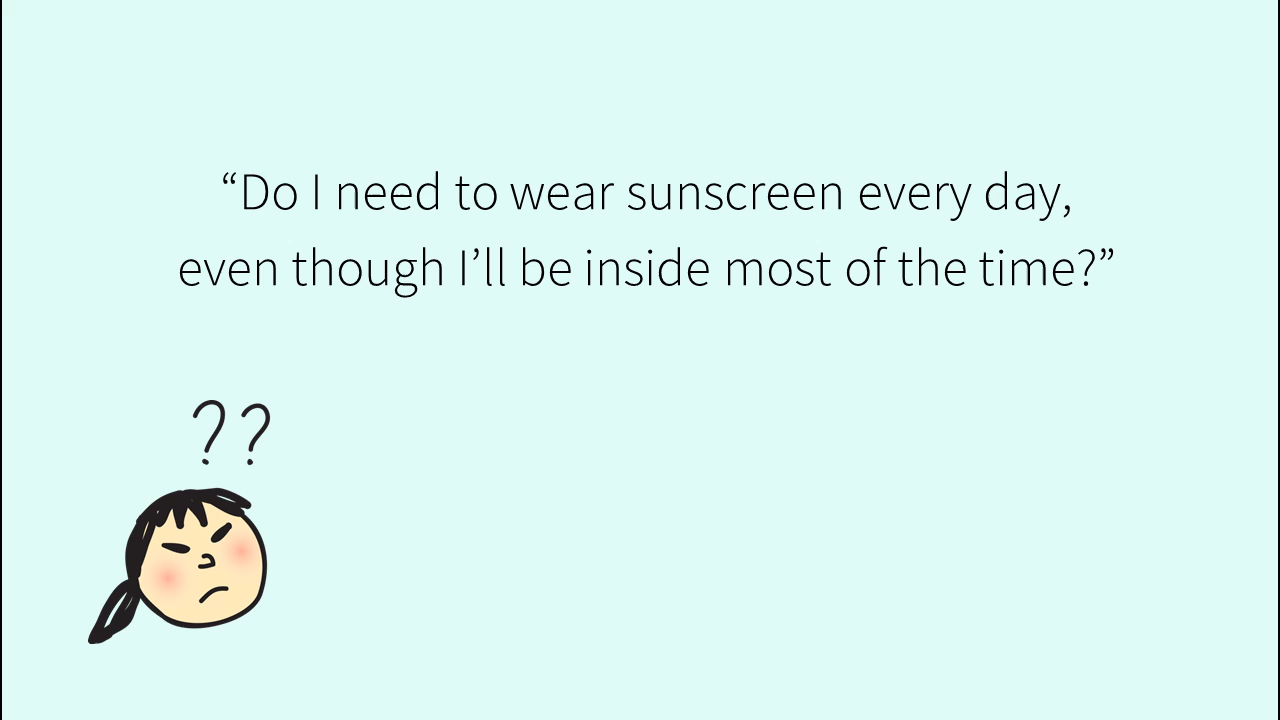 “Do I need to wear sunscreen every day,
even though I’ll be inside most of the time?”
??